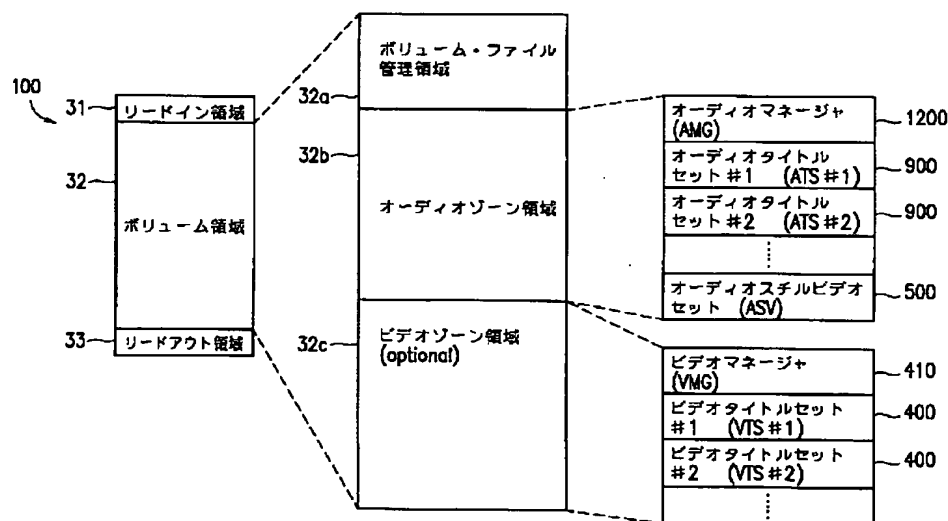 100
31
リードイン領域
32
ボリューム領域
33
リードアウト領域
ボリューム・ファイル
管理領域
32a
32b
オーディオゾーン領域
32c
ビデオゾーン領域
(optional)
オーディオマネージャ
(AMG)
1200
オーディオタイトル
セット#1 (ATS#1)
900
オーディオタイトル
セット#2 (ATS#2)
900
オーディオスチルビデオ
セット (ASV)
500
ビデオマネージャ
(VMG)
410
ビデオタイトルセット
#1 (VTS#1)
400
ビデオタイトルセット
#2 (VTS#2)
400